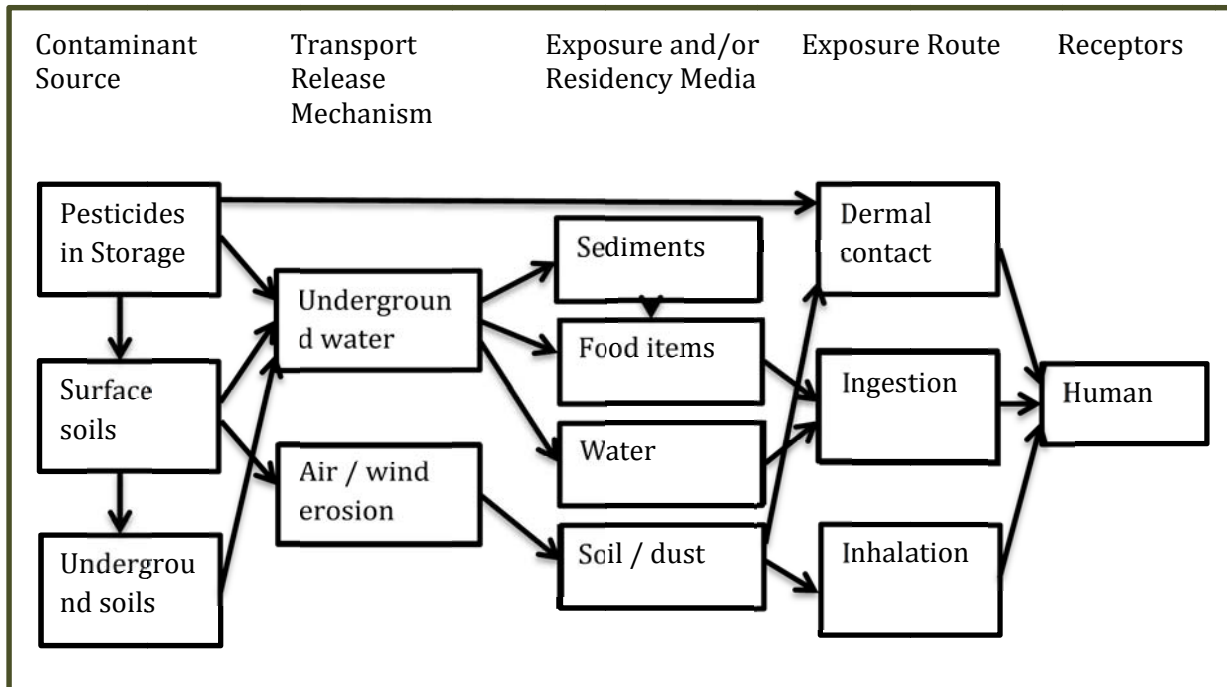 Contaminant
Source
Transport
Release
Mechanism
Exposure and/or
Residency Media
Exposure Route
Receptors
Pesticides
in Storage
Surface
soils
Undergrou
nd soils
Undergroun
d water
Air / wind
erosion
Sediments
Food items
Water
Soil / dust
Dermal
contact
Ingestion
Inhalation
Human